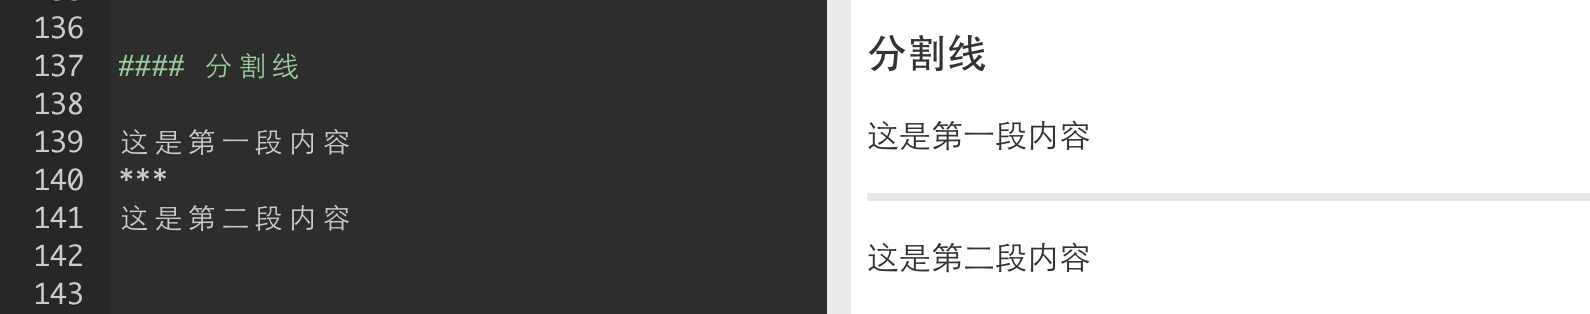 136
137 #### 分割线
138
139 这是第一段内容
140 ***
141 这是第二段内容
142
143
分割线
这是第一段内容
这是第二段内容